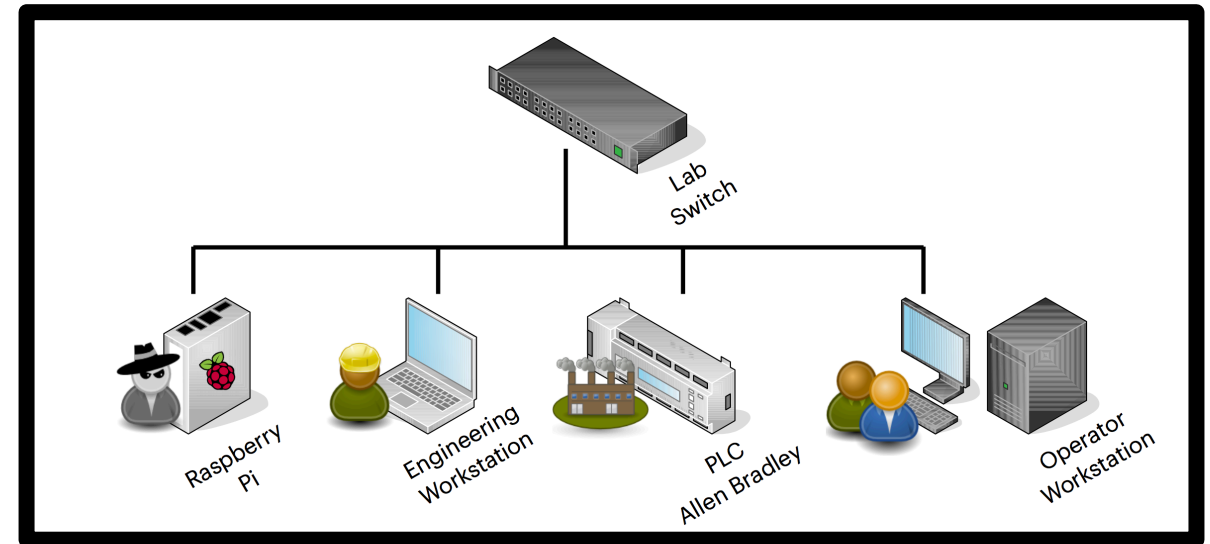 Lab
Switch
Raspberry
Pi
Engineering
Workstation
PLC
Allen Bradley
Operator
Workstation